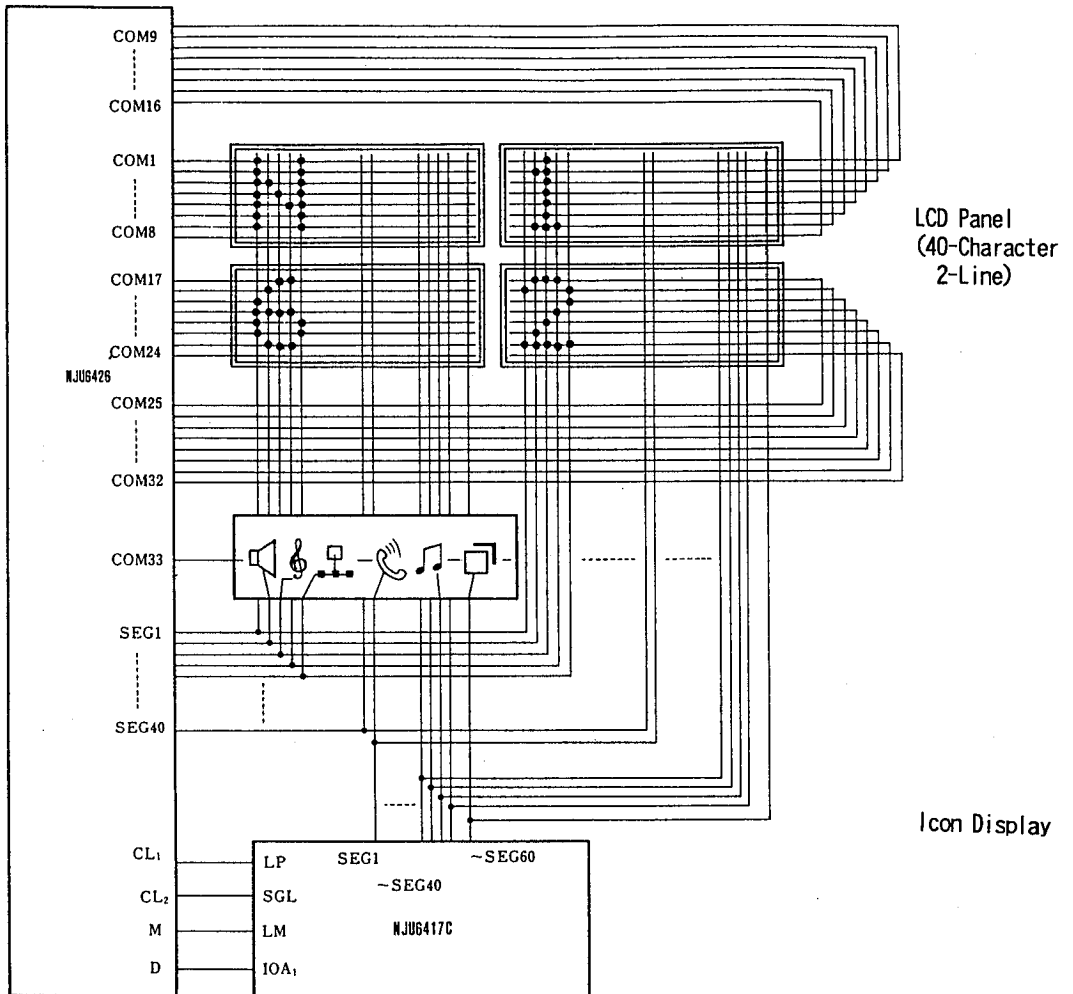 COM9
COM16
COM1
COM8
COM17
COM24
NJU6426
COM25
COM32
COM33
SEG1
SEG40
LCD Panel
(40-Character
2-Line)
Icon Display
CL₁
CL₂
M
D
LP
SGL
LM
IOA₁
SEG1
~SEG60
~SEG40
NJU6417C